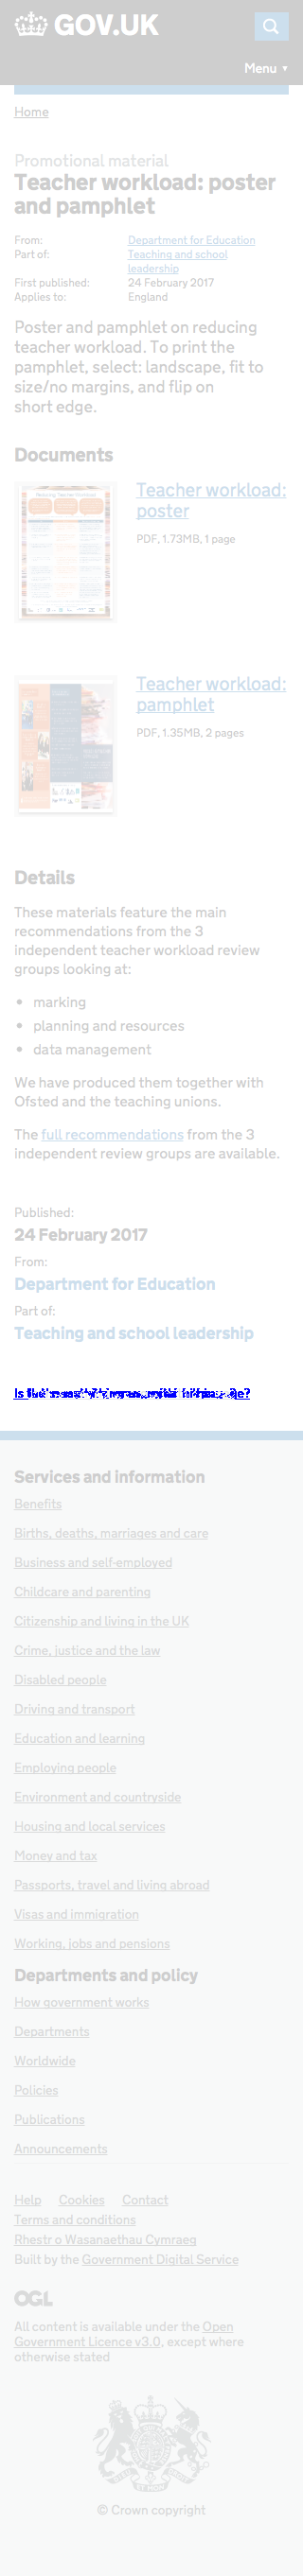 GOV.UK
Menu ▼
Home
Promotional material
Teacher workload: poster
and pamphlet
From: Department for Education
Part of: Teaching and school
leadership
First published: 24 February 2017
Applies to: England
Poster and pamphlet on reducing
teacher workload. To print the
pamphlet, select: landscape, fit to
size/no margins, and flip on
short edge.
Documents
Teacher workload:
poster
PDF, 1.73MB, 1 page
Teacher workload:
pamphlet
PDF, 1.35MB, 2 pages
Details
These materials feature the main
recommendations from the 3
independent teacher workload review
groups looking at:
• marking
• planning and resources
• data management
We have produced them together with
Ofsted and the teaching unions.
The full recommendations from the 3
independent review groups are available.
Published:
24 February 2017
From:
Department for Education
Part of:
Teaching and school leadership
Services and information
Benefits
Births, deaths, marriages and care
Business and self-employed
Childcare and parenting
Citizenship and living in the UK
Crime, justice and the law
Disabled people
Driving and transport
Education and learning
Employing people
Environment and countryside
Housing and local services
Money and tax
Passports, travel and living abroad
Visas and immigration
Working, jobs and pensions
Departments and policy
How government works
Departments
Worldwide
Policies
Publications
Announcements
Help Cookies Contact
Terms and conditions
Rhestr o Wasanaethau Cymraeg
Built by the Government Digital Service
OGL
All content is available under the Open
Government Licence v3.0, except where
otherwise stated
© Crown copyright